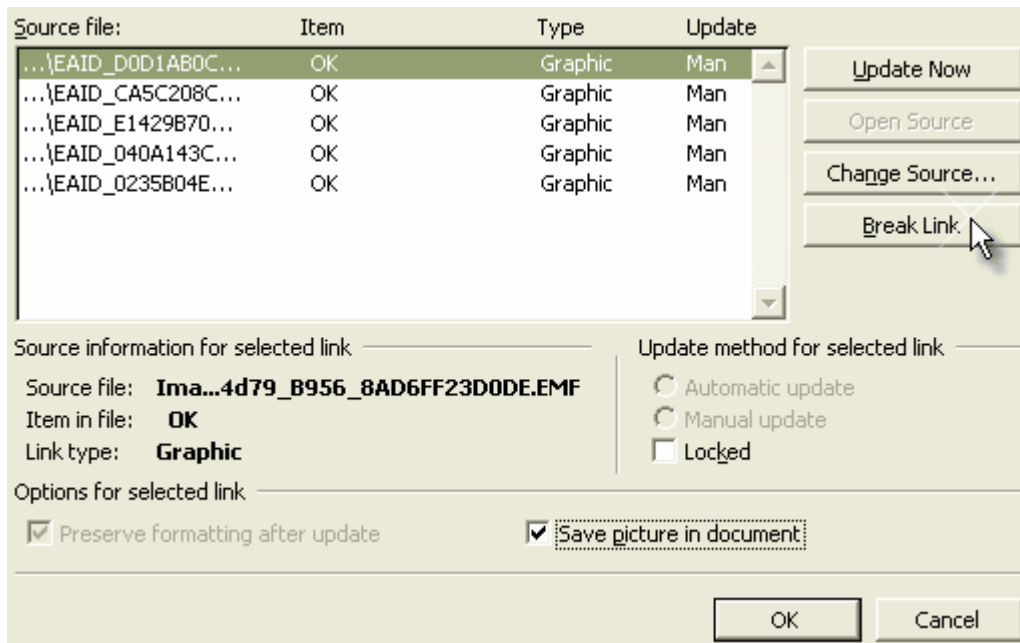 Source file: Item Type Update
...\EAID_D0D1AB0C... OK Graphic Man
Update Now
...\EAID_CA5C208C... OK Graphic Man
...\EAID_E1429B70... OK Graphic Man
Open Source
...\EAID_040A143C... OK Graphic Man
Change Source...
...\EAID_0235B04E... OK Graphic Man
Break Link
Source information for selected link
Update method for selected link
Source file: Ima...4d79_B956_8AD6FF23D0DE.EMF
Automatic update
Item in file: OK
Manual update
Link type: Graphic
Locked
Options for selected link
Preserve formatting after update
Save picture in document
OK
Cancel